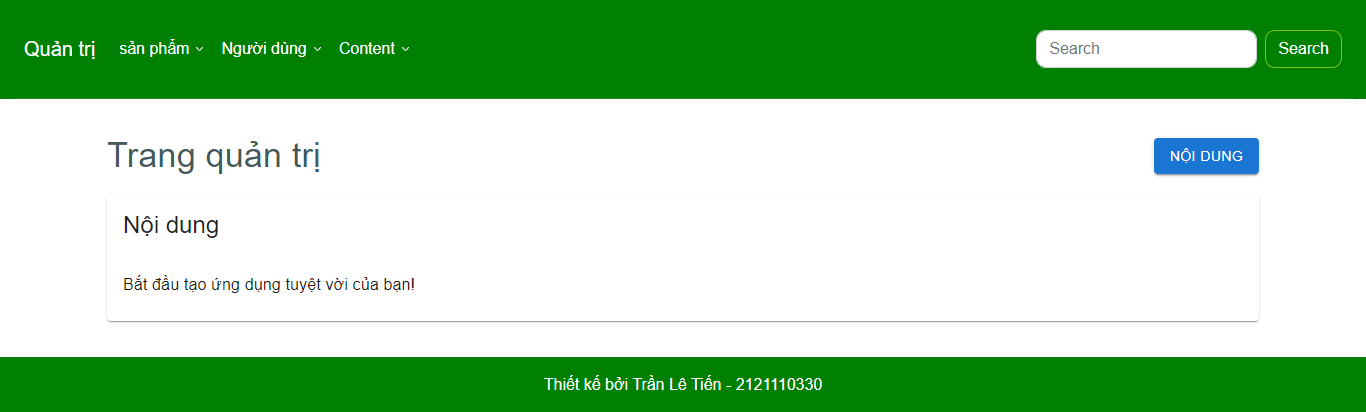 Quản trị sản phẩm Người dùng Content Search Search
Trang quản trị NỘI DUNG
Nội dung
Bắt đầu tạo ứng dụng tuyệt vời của bạn!
Thiết kế bởi Trần Lê Tiến - 2121110330